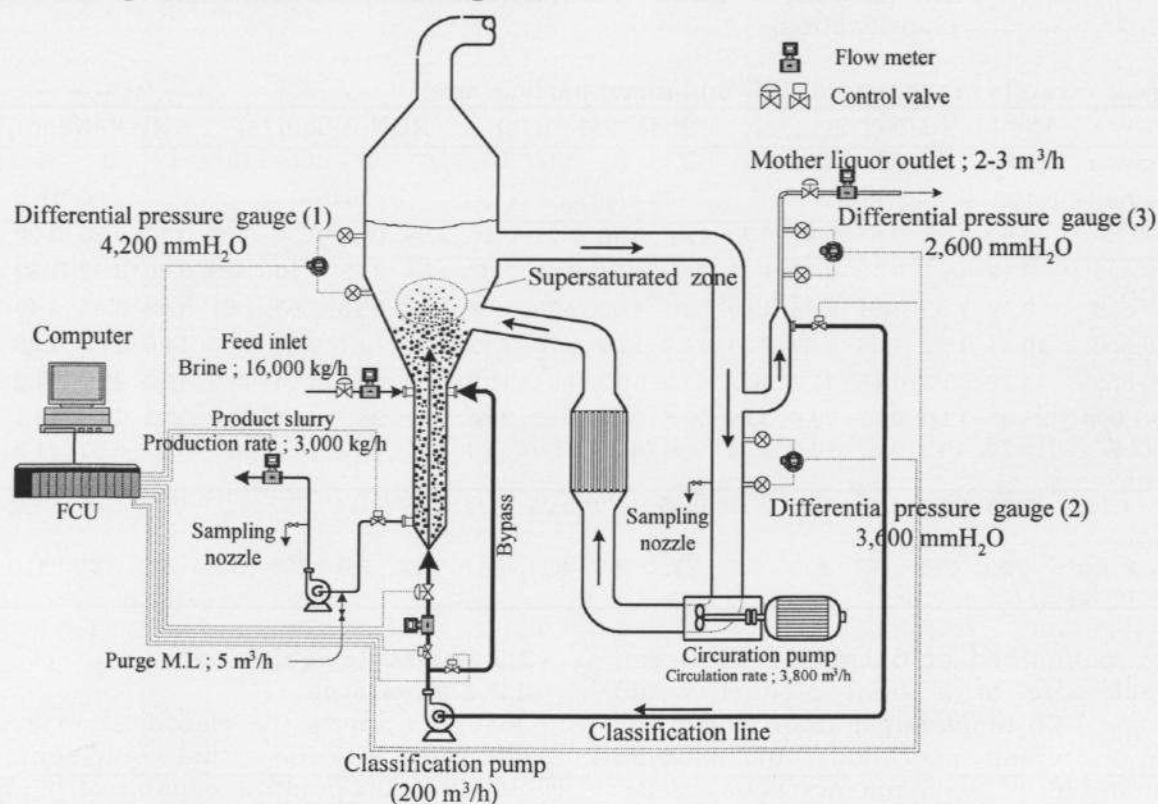 Flow meter
Control valve
Mother liquor outlet ; 2-3 m³/h
Differential pressure gauge (1)
4,200 mmH₂O
Differential pressure gauge (3)
2,600 mmH₂O
Supersaturated zone
Computer
Feed inlet
Brine ; 16,000 kg/h
Product slurry
Production rate ; 3,000 kg/h
FCU
Sampling
nozzle
Bypass
Sampling
nozzle
Differential pressure gauge (2)
3,600 mmH₂O
Purge M.L ; 5 m³/h
Circuration pump
Circulation rate ; 3,800 m³/h
Classification line
Classification pump
(200 m³/h)